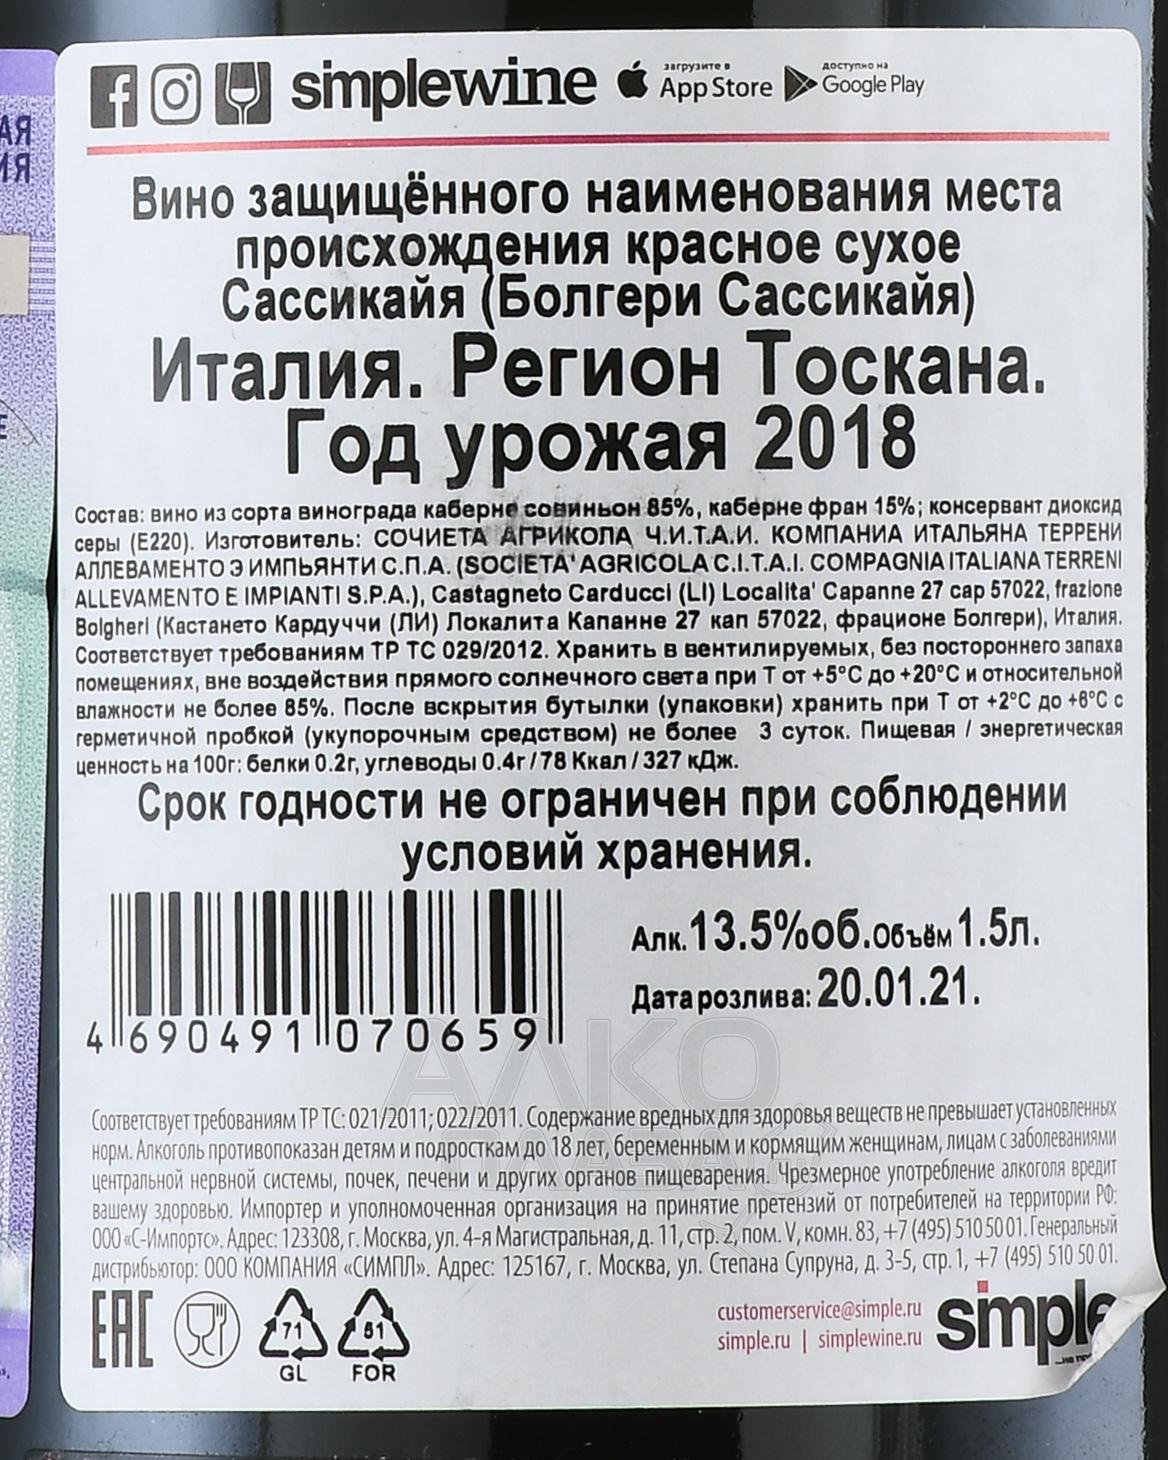 simplewine загрузите в App Store доступно на Google Play
АЯ
ИЯ
Вино защищённого наименования места
происхождения красное сухое
Сассикайя (Болгери Сассикайя)
Италия. Регион Тоскана.
Год урожая 2018
Состав: вино из сорта винограда каберне совиньон 85%, каберне фран 15%; консервант диоксид
серы (Е220). Изготовитель: СОЧИЕТА АГРИКОЛА Ч.И.Т.А.И. КОМПАНИА ИТАЛЬЯНА ТЕРРЕНИ
АЛЛЕВАМЕНТО Э ИМПЬЯНТИ С.П.А. (SOCIETA' AGRICOLA C.I.T.A.I. COMPAGNIA ITALIANA TERRENI
ALLEVAMENTO E IMPIANTI S.P.A.), Castagneto Carducci (LI) Localita' Capanne 27 cap 57022, frazione
Bolgheri (Кастането Кардуччи (ЛИ) Локалита Капанне 27 кап 57022, фрационе Болгери), Италия.
Соответствует требованиям ТР ТС 029/2012. Хранить в вентилируемых, без постороннего запаха
помещениях, вне воздействия прямого солнечного света при Т от +5°С до +20°С и относительной
влажности не более 85%. После вскрытия бутылки (упаковки) хранить при Т от +2°С до +6°С с
герметичной пробкой (укупорочным средством) не более 3 суток. Пищевая / энергетическая
ценность на 100г: белки 0.2г, углеводы 0.4г / 78 Ккал / 327 кДж.
Срок годности не ограничен при соблюдении
условий хранения.
Алк. 13.5%об. Объём 1.5л.
Дата розлива: 20.01.21.
4 690491 070659
АЛКО
ПЛАЗА
Соответствует требованиям ТР ТС: 021/2011; 022/2011. Содержание вредных для здоровья веществ не превышает установленных
норм. Алкоголь противопоказан детям и подросткам до 18 лет, беременным и кормящим женщинам, лицам с заболеваниями
центральной нервной системы, почек, печени и других органов пищеварения. Чрезмерное употребление алкоголя вредит
вашему здоровью. Импортер и уполномоченная организация на принятие претензий от потребителей на территории РФ:
ООО «С-Импортс». Адрес: 123308, г. Москва, ул. 4-я Магистральная, д. 11, стр. 2, пом. V, комн. 83, +7 (495) 510 50 01. Генеральный
дистрибьютор: ООО КОМПАНИЯ «СИМПЛ». Адрес: 125167, г. Москва, ул. Степана Супруна, д. 3-5, стр. 1, +7 (495) 510 50 01.
EAC
71
GL
51
FOR
customerservice@simple.ru
simple.ru | simplewine.ru
simple